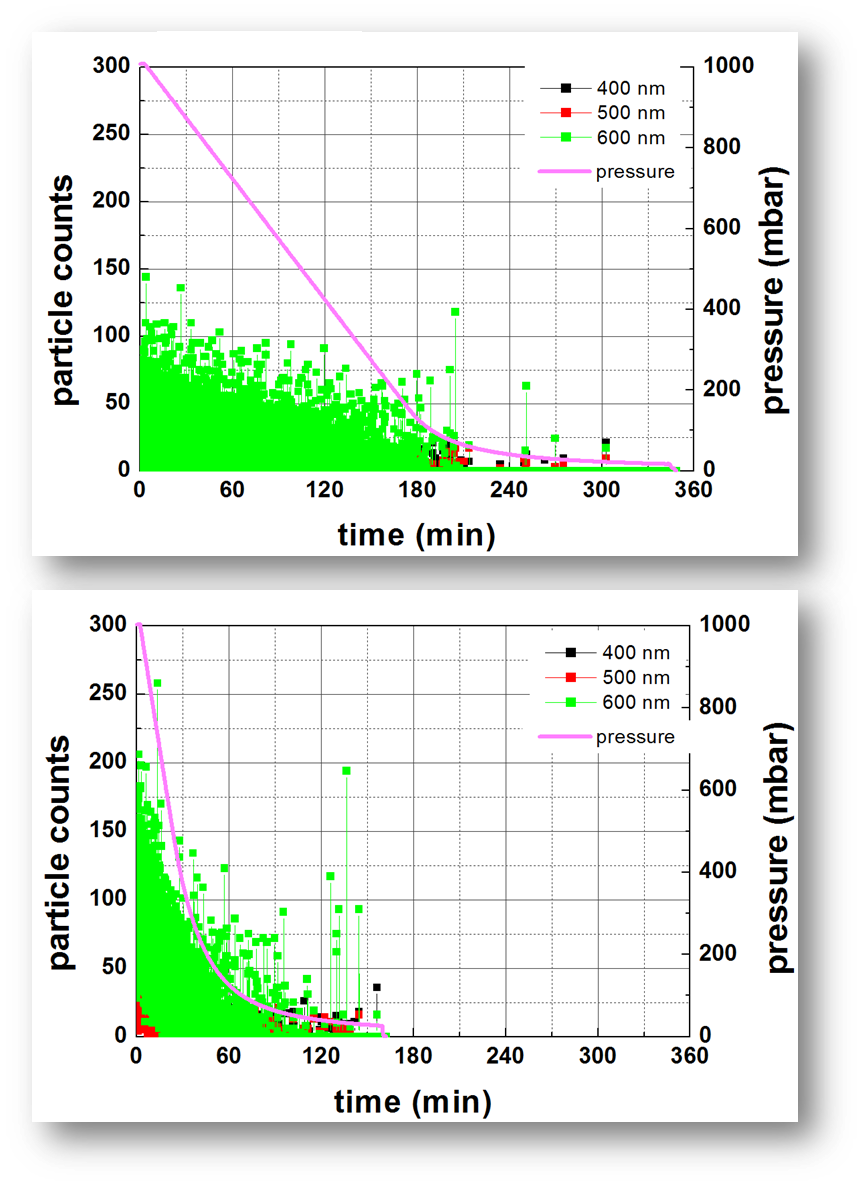 300
250
200
150
100
50
0
particle counts
400 nm
500 nm
600 nm
pressure
1000
800
600
400
200
0
pressure (mbar)
0 60 120 180 240 300 360
time (min)
300
250
200
150
100
50
0
particle counts
400 nm
500 nm
600 nm
pressure
1000
800
600
400
200
0
pressure (mbar)
0 60 120 180 240 300 360
time (min)